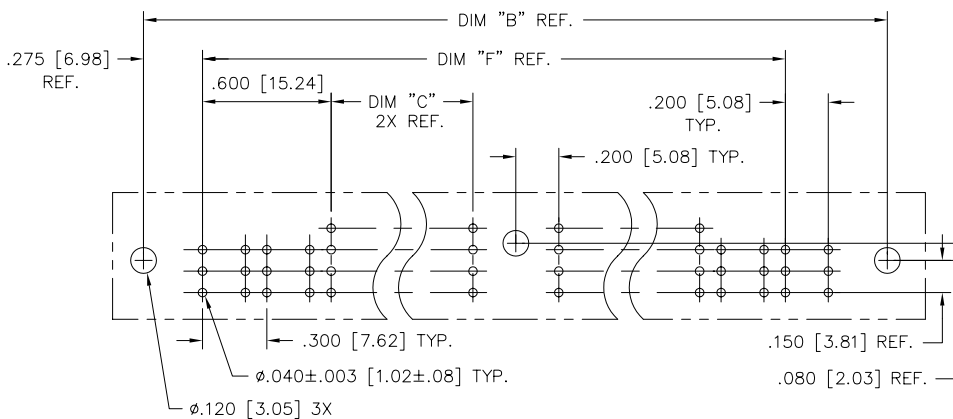 DIM "B" REF.
.275 [6.98]
REF.
DIM "F" REF.
.600 [15.24]
DIM "C"
2X REF.
.200 [5.08]
TYP.
.200 [5.08] TYP.
.300 [7.62] TYP.
.150 [3.81] REF.
ø.040±.003 [1.02±.08] TYP.
.080 [2.03] REF.
ø.120 [3.05] 3X